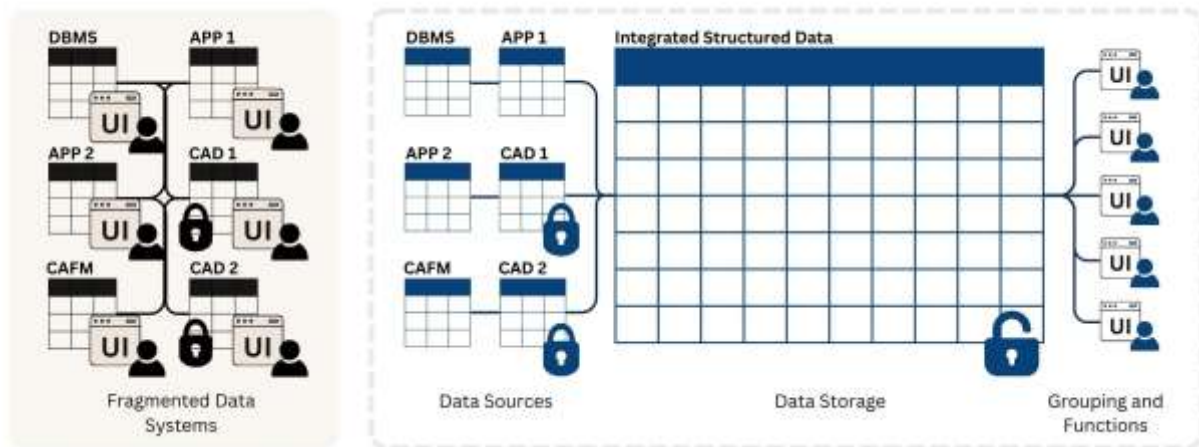 DBMS
APP 1
UI
UI
APP 2
CAD 1
UI
UI
CAFM
CAD 2
UI
UI
Fragmented Data
Systems
DBMS
APP 1
APP 2
CAD 1
CAFM
CAD 2
Data Sources
Integrated Structured Data
Data Storage
UI
UI
UI
UI
UI
Grouping and
Functions